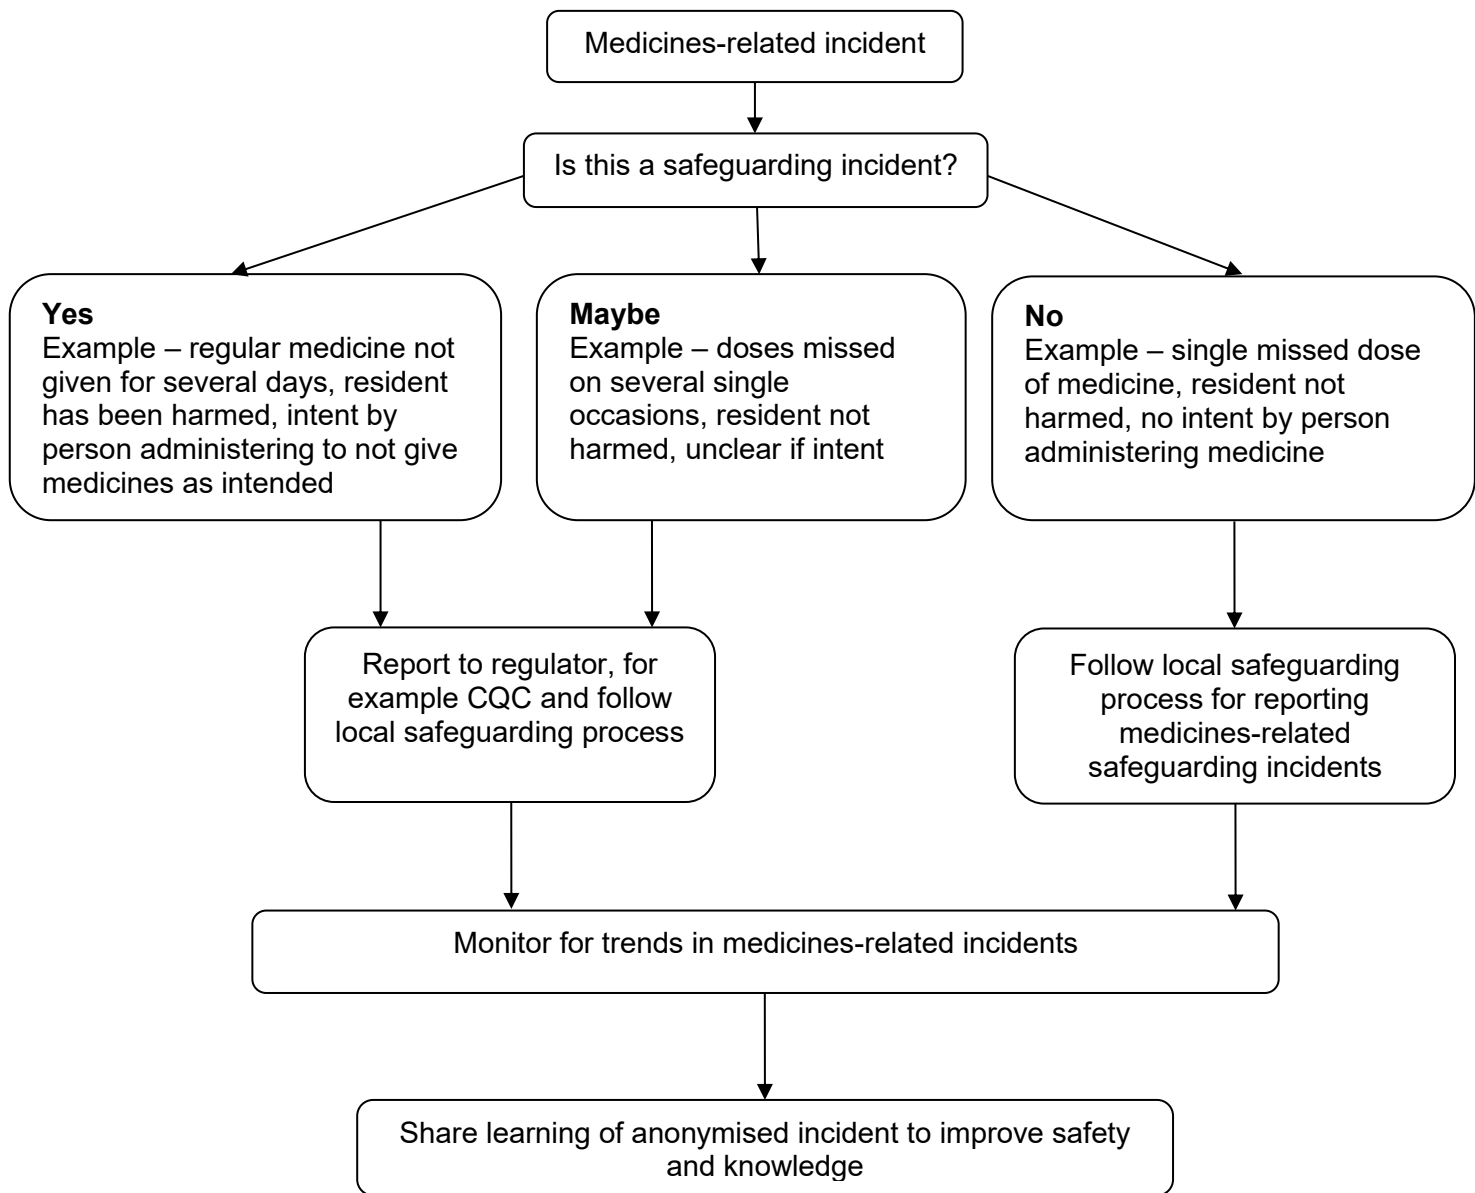 Medicines-related incident
Is this a safeguarding incident?
Yes
Example – regular medicine not
given for several days, resident
has been harmed, intent by
person administering to not give
medicines as intended
Maybe
Example – doses missed
on several single
occasions, resident not
harmed, unclear if intent
No
Example – single missed dose
of medicine, resident not
harmed, no intent by person
administering medicine
Report to regulator, for
example CQC and follow
local safeguarding process
Follow local safeguarding
process for reporting
medicines-related
safeguarding incidents
Monitor for trends in medicines-related incidents
Share learning of anonymised incident to improve safety
and knowledge